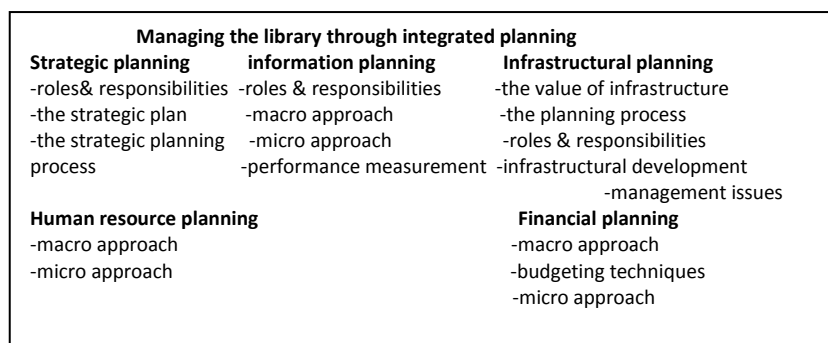 Managing the library through integrated planning
Strategic planning information planning Infrastructural planning
-roles& responsibilities -roles & responsibilities -the value of infrastructure
-the strategic plan -macro approach -the planning process
-the strategic planning -micro approach -roles & responsibilities
process -performance measurement -infrastructural development
-management issues
Human resource planning Financial planning
-macro approach -macro approach
-micro approach -budgeting techniques
-micro approach